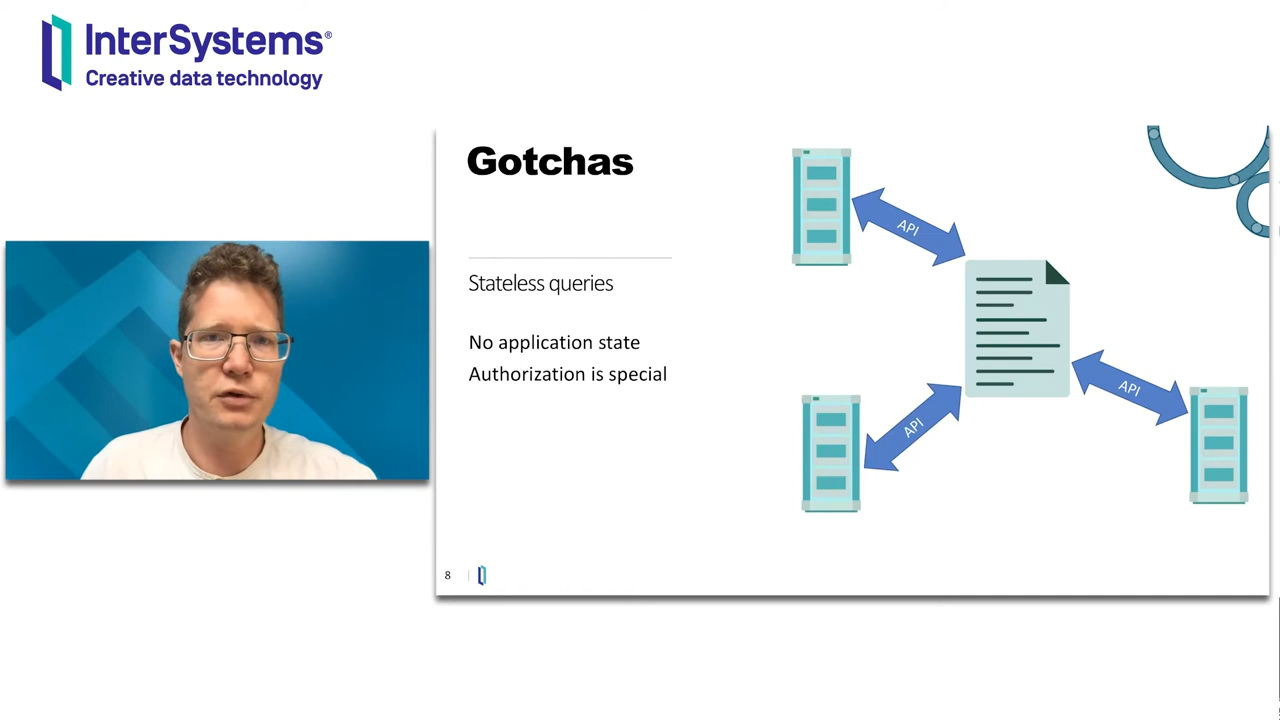 InterSystems®
Creative data technology
Gotchas
Stateless queries
No application state
Authorization is special
API
API
API
8